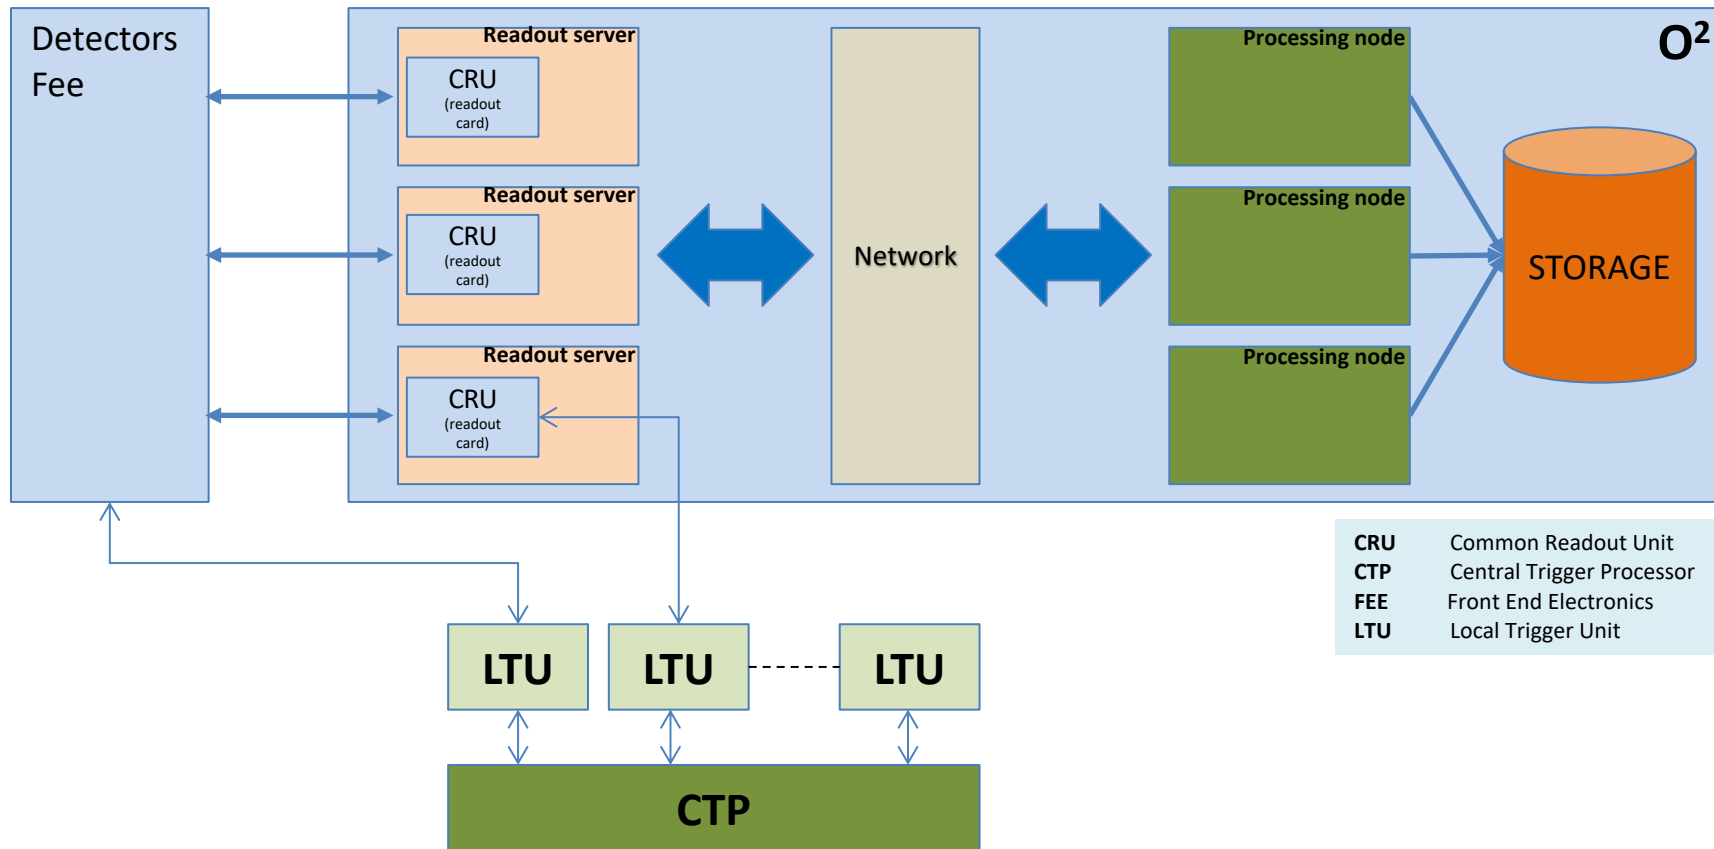 Detectors
Fee
Readout server
CRU
(readout
card)
Readout server
CRU
(readout
card)
Readout server
CRU
(readout
card)
Network
Processing node
Processing node
Processing node
O²
STORAGE
CRU Common Readout Unit
CTP Central Trigger Processor
FEE Front End Electronics
LTU Local Trigger Unit
LTU
LTU
LTU
CTP